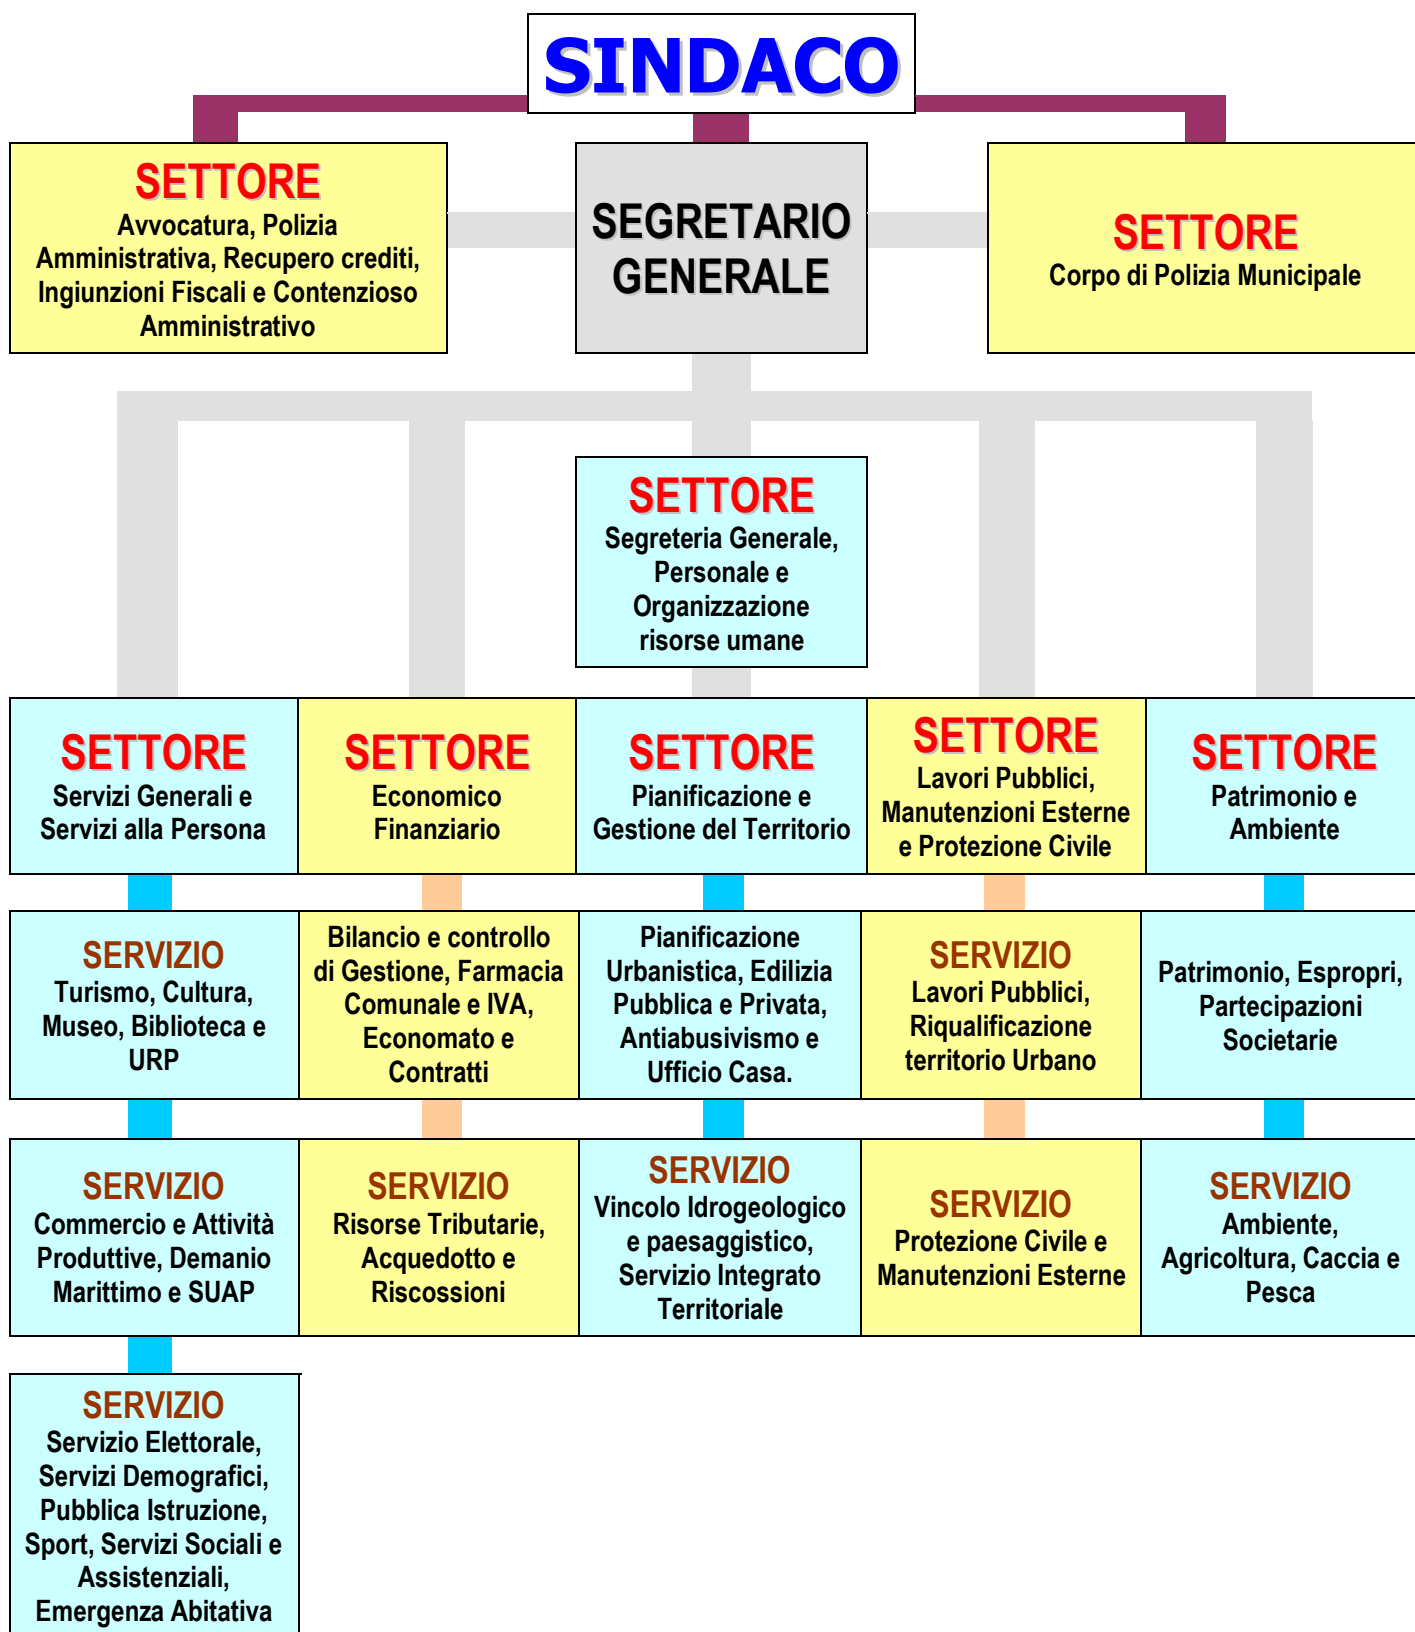 SINDACO
SETTORE
Avvocatura, Polizia
Amministrativa, Recupero crediti,
Ingiunzioni Fiscali e Contenzioso
Amministrativo
SEGRETARIO
GENERALE
SETTORE
Corpo di Polizia Municipale
SETTORE
Segreteria Generale,
Personale e
Organizzazione
risorse umane
SETTORE
Servizi Generali e
Servizi alla Persona
SETTORE
Economico
Finanziario
SETTORE
Pianificazione e
Gestione del Territorio
SETTORE
Lavori Pubblici,
Manutenzioni Esterne
e Protezione Civile
SETTORE
Patrimonio e
Ambiente
SERVIZIO
Turismo, Cultura,
Museo, Biblioteca e
URP
Bilancio e controllo
di Gestione, Farmacia
Comunale e IVA,
Economato e
Contratti
Pianificazione
Urbanistica, Edilizia
Pubblica e Privata,
Antiabusivismo e
Ufficio Casa.
SERVIZIO
Lavori Pubblici,
Riqualificazione
territorio Urbano
Patrimonio, Espropri,
Partecipazioni
Societarie
SERVIZIO
Commercio e Attività
Produttive, Demanio
Marittimo e SUAP
SERVIZIO
Risorse Tributarie,
Acquedotto e
Riscossioni
SERVIZIO
Vincolo Idrogeologico
e paesaggistico,
Servizio Integrato
Territoriale
SERVIZIO
Protezione Civile e
Manutenzioni Esterne
SERVIZIO
Ambiente,
Agricoltura, Caccia e
Pesca
SERVIZIO
Servizio Elettorale,
Servizi Demografici,
Pubblica Istruzione,
Sport, Servizi Sociali e
Assistenziali,
Emergenza Abitativa